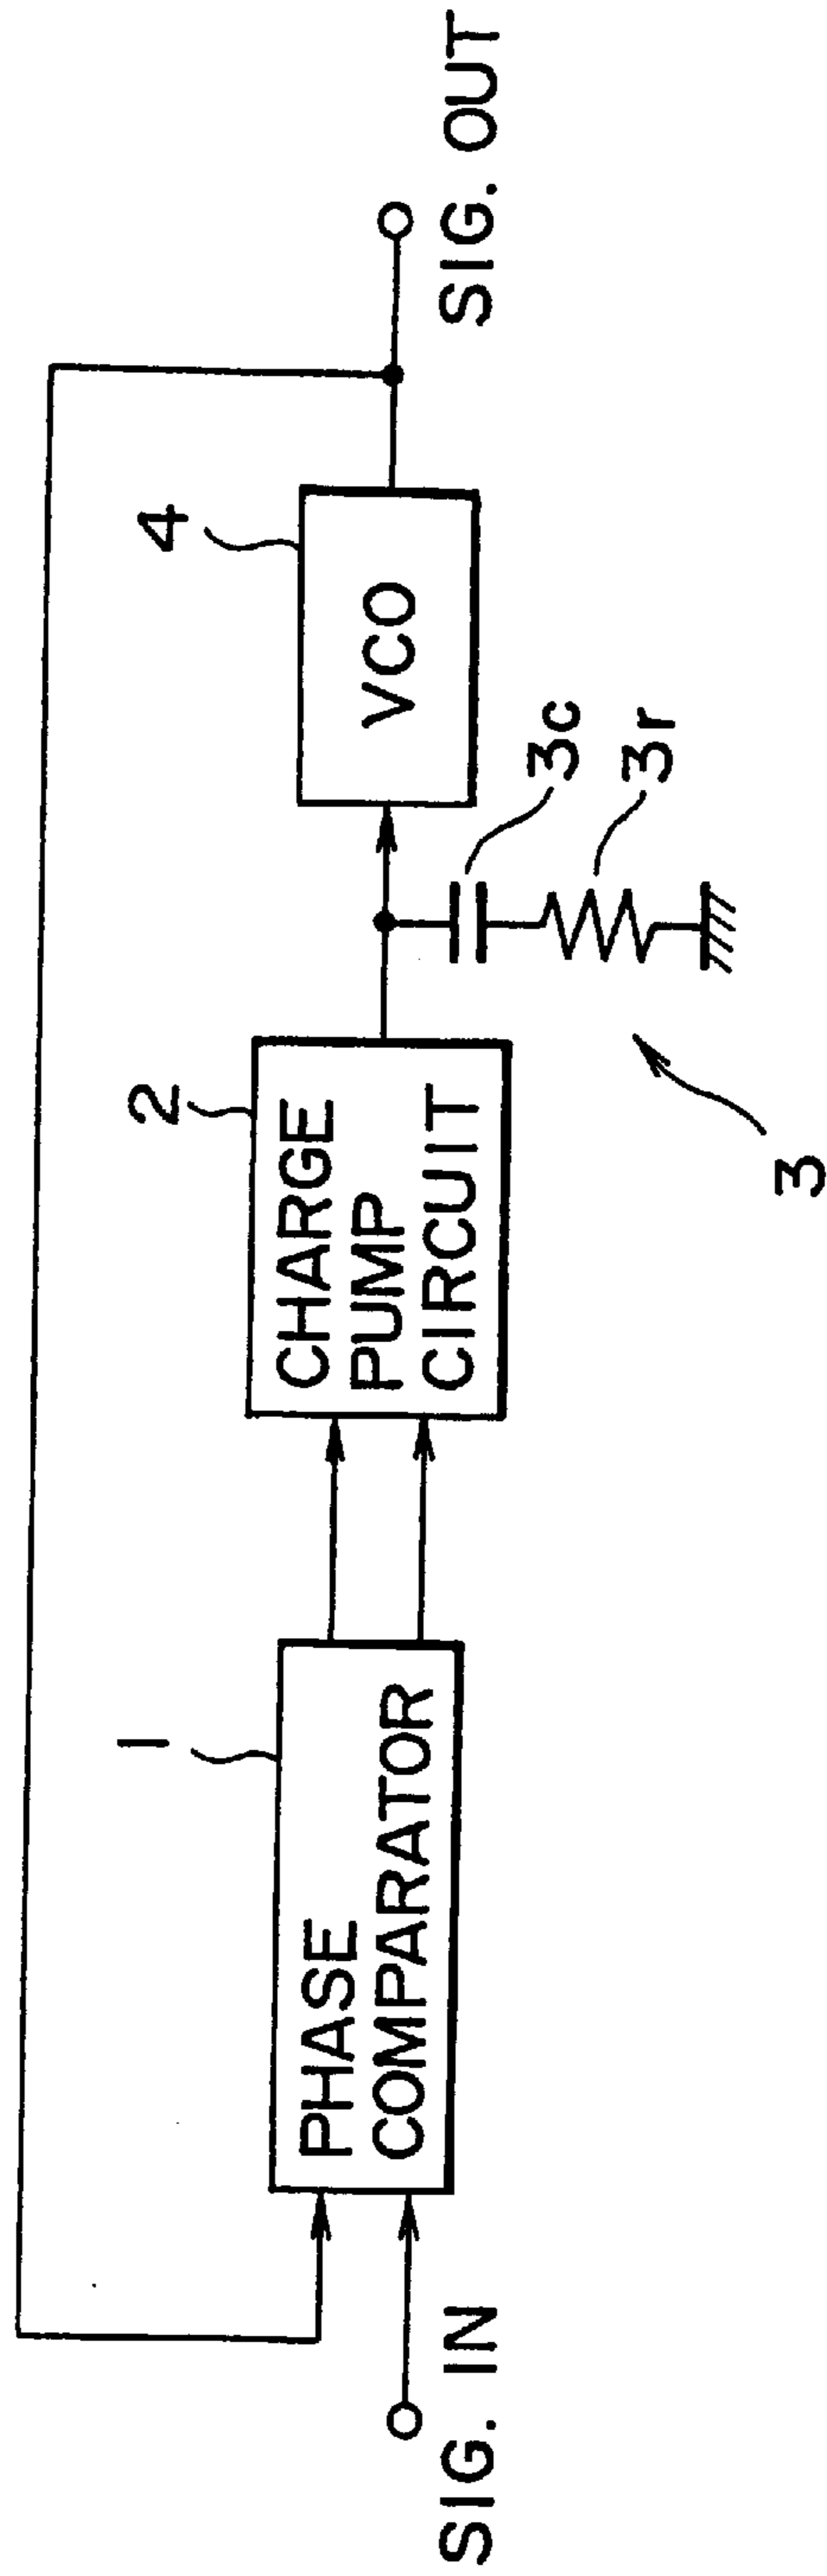 SIG. IN
1
PHASE
COMPARATOR
2
CHARGE
PUMP
CIRCUIT
3
3c
3r
4
VCO
SIG. OUT